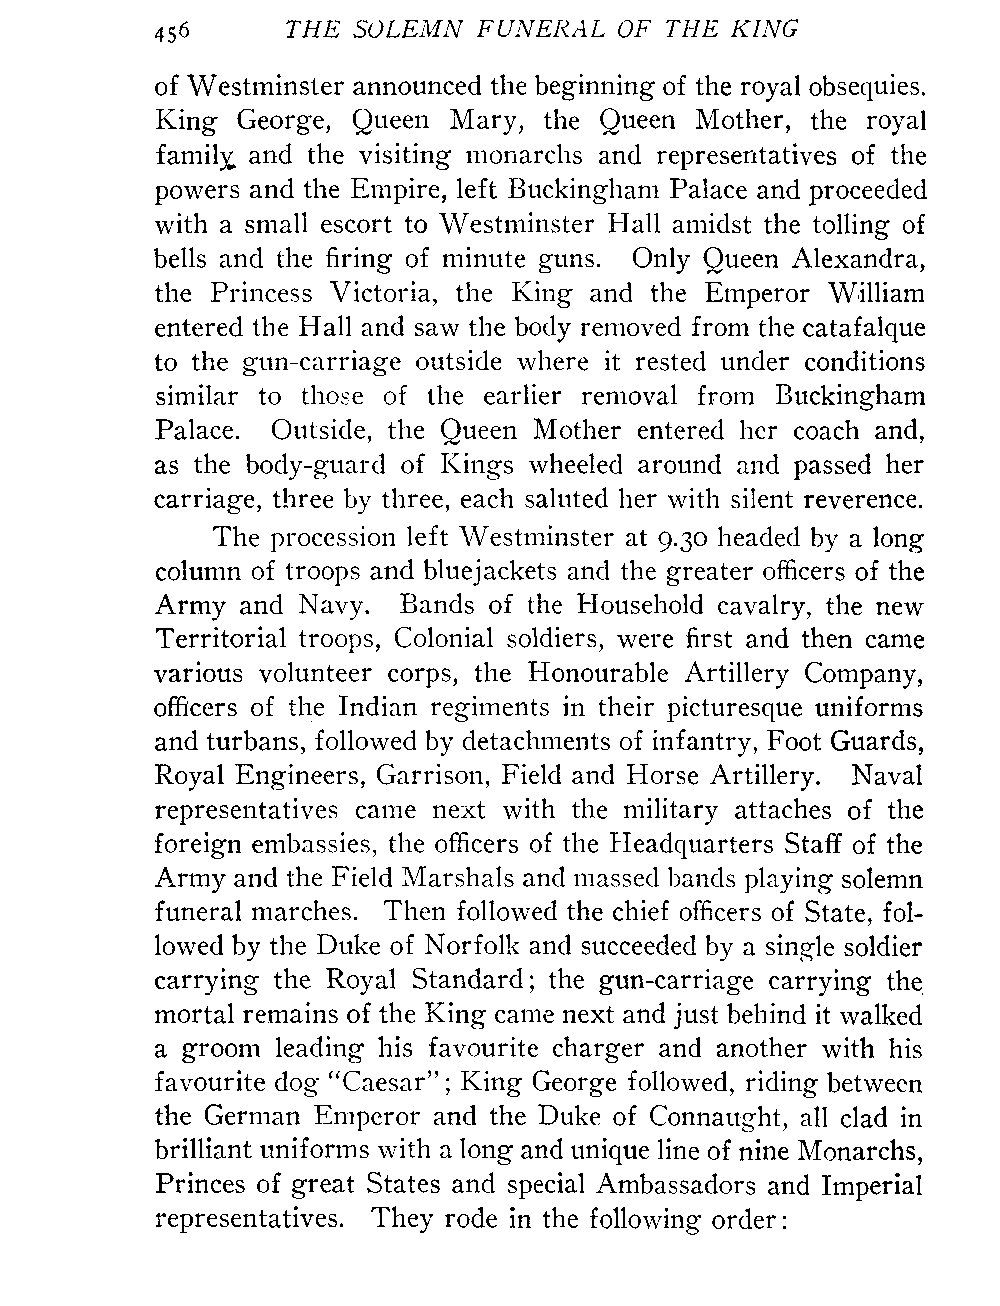 456 THE SOLEMN FUNERAL OF THE KING
of Westminster announced the beginning of the royal obsequies.
King George, Queen Mary, the Queen Mother, the royal
family and the visiting monarchs and representatives of the
powers and the Empire, left Buckingham Palace and proceeded
with a small escort to Westminster Hall amidst the tolling of
bells and the firing of minute guns. Only Queen Alexandra,
the Princess Victoria, the King and the Emperor William
entered the Hall and saw the body removed from the catafalque
to the gun-carriage outside where it rested under conditions
similar to those of the earlier removal from Buckingham
Palace. Outside, the Queen Mother entered her coach and,
as the body-guard of Kings wheeled around and passed her
carriage, three by three, each saluted her with silent reverence.
The procession left Westminster at 9.30 headed by a long
column of troops and bluejackets and the greater officers of the
Army and Navy. Bands of the Household cavalry, the new
Territorial troops, Colonial soldiers, were first and then came
various volunteer corps, the Honourable Artillery Company,
officers of the Indian regiments in their picturesque uniforms
and turbans, followed by detachments of infantry, Foot Guards,
Royal Engineers, Garrison, Field and Horse Artillery. Naval
representatives came next with the military attaches of the
foreign embassies, the officers of the Headquarters Staff of the
Army and the Field Marshals and massed bands playing solemn
funeral marches. Then followed the chief officers of State, fol-
lowed by the Duke of Norfolk and succeeded by a single soldier
carrying the Royal Standard; the gun-carriage carrying the
mortal remains of the King came next and just behind it walked
a groom leading his favourite charger and another with his
favourite dog "Caesar"; King George followed, riding between
the German Emperor and the Duke of Connaught, all clad in
brilliant uniforms with a long and unique line of nine Monarchs,
Princes of great States and special Ambassadors and Imperial
representatives. They rode in the following order: